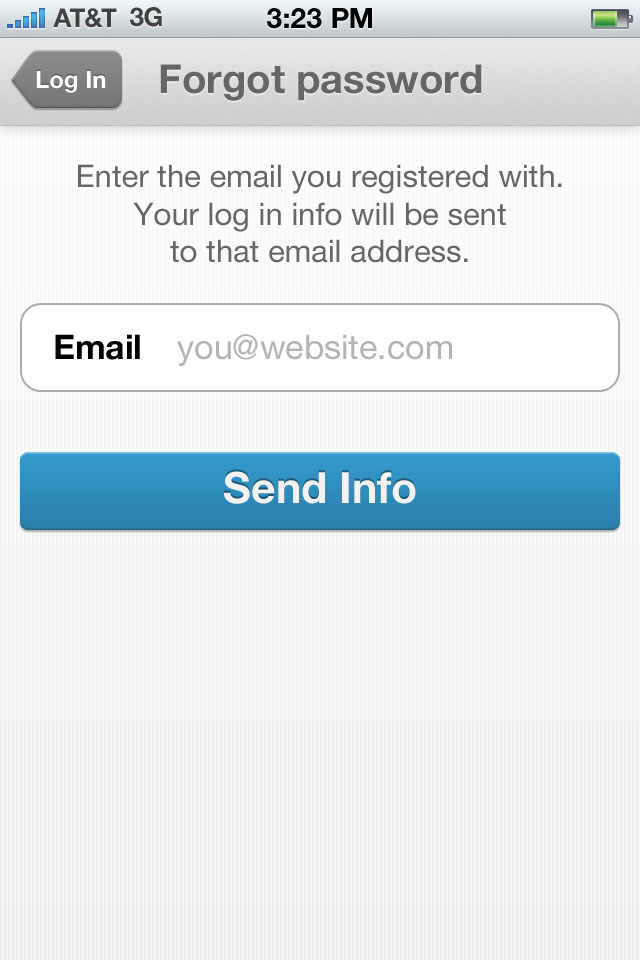 AT&T 3G 3:23 PM
Log In Forgot password
Enter the email you registered with.
Your log in info will be sent
to that email address.
Email you@website.com
Send Info